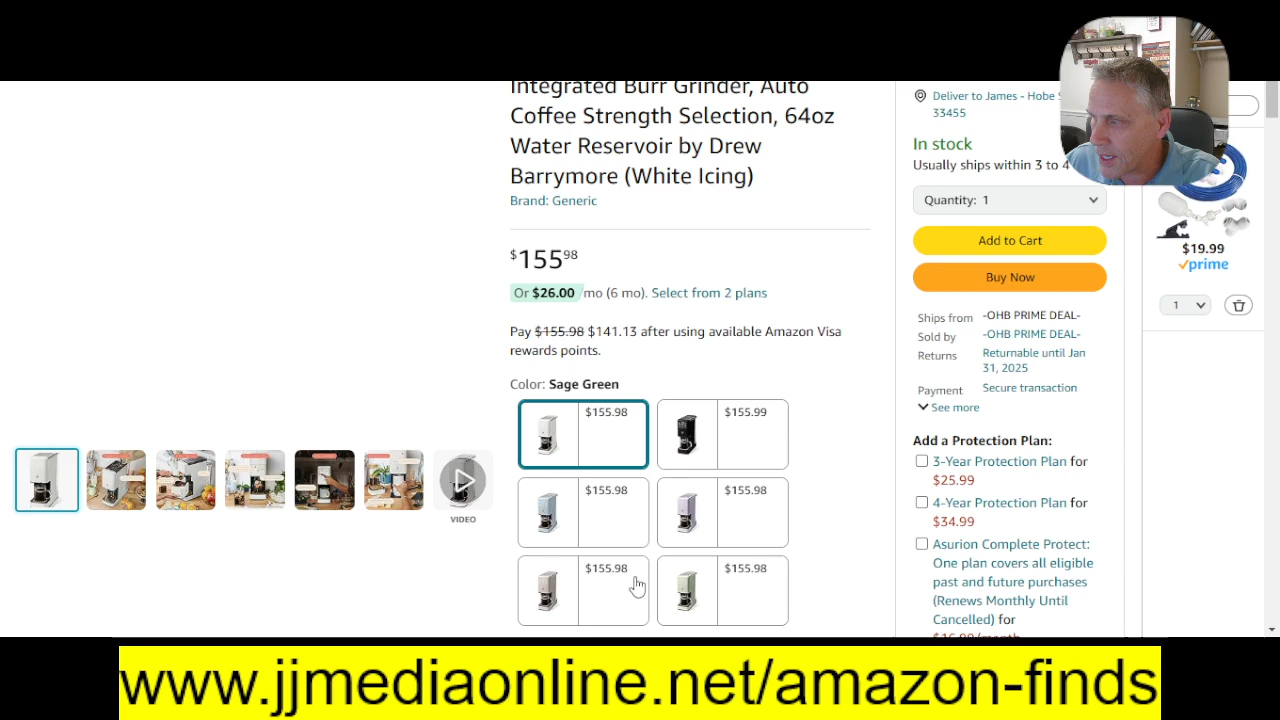 Integrated Burr Grinder, Auto
Coffee Strength Selection, 64oz
Water Reservoir by Drew
Barrymore (White Icing)
Brand: Generic
$155 98
Or $26.00 /mo (6 mo). Select from 2 plans
Pay $155.98 $141.13 after using available Amazon Visa
rewards points.
Color: Sage Green
$155.98
$155.99
$155.98
$155.98
$155.98
$155.98
VIDEO
Deliver to James - Hobe
33455
In stock
Usually ships within 3 to 4
Quantity: 1
Add to Cart
Buy Now
Ships from -OHB PRIME DEAL-
Sold by -OHB PRIME DEAL-
Returns Returnable until Jan
31, 2025
Payment Secure transaction
See more
Add a Protection Plan:
3-Year Protection Plan for
$25.99
4-Year Protection Plan for
$34.99
Asurion Complete Protect:
One plan covers all eligible
past and future purchases
(Renews Monthly Until
Cancelled) for
$19.99
prime
1
www.jjmediaonline.net/amazon-finds